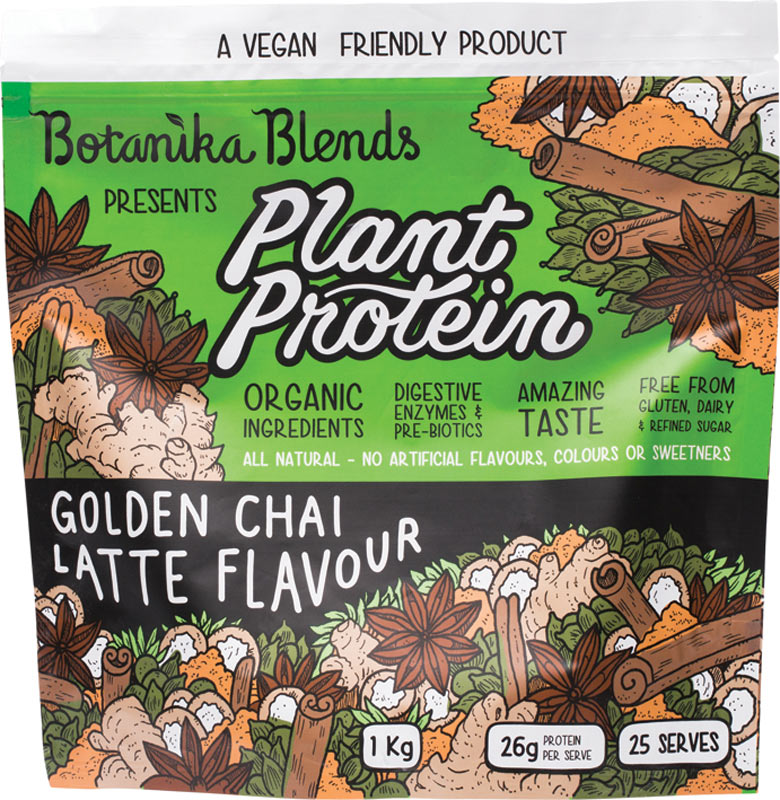 A VEGAN FRIENDLY PRODUCT
Botanika Blends
PRESENTS
Plant
Protein
ORGANIC
INGREDIENTS
DIGESTIVE
ENZYMES &
PRE-BIOTICS
AMAZING
TASTE
FREE FROM
GLUTEN, DAIRY
& REFINED SUGAR
ALL NATURAL - NO ARTIFICIAL FLAVOURS, COLOURS OR SWEETNERS
GOLDEN CHAI
LATTE FLAVOUR
1 Kg
26g PROTEIN
PER SERVE
25 SERVES